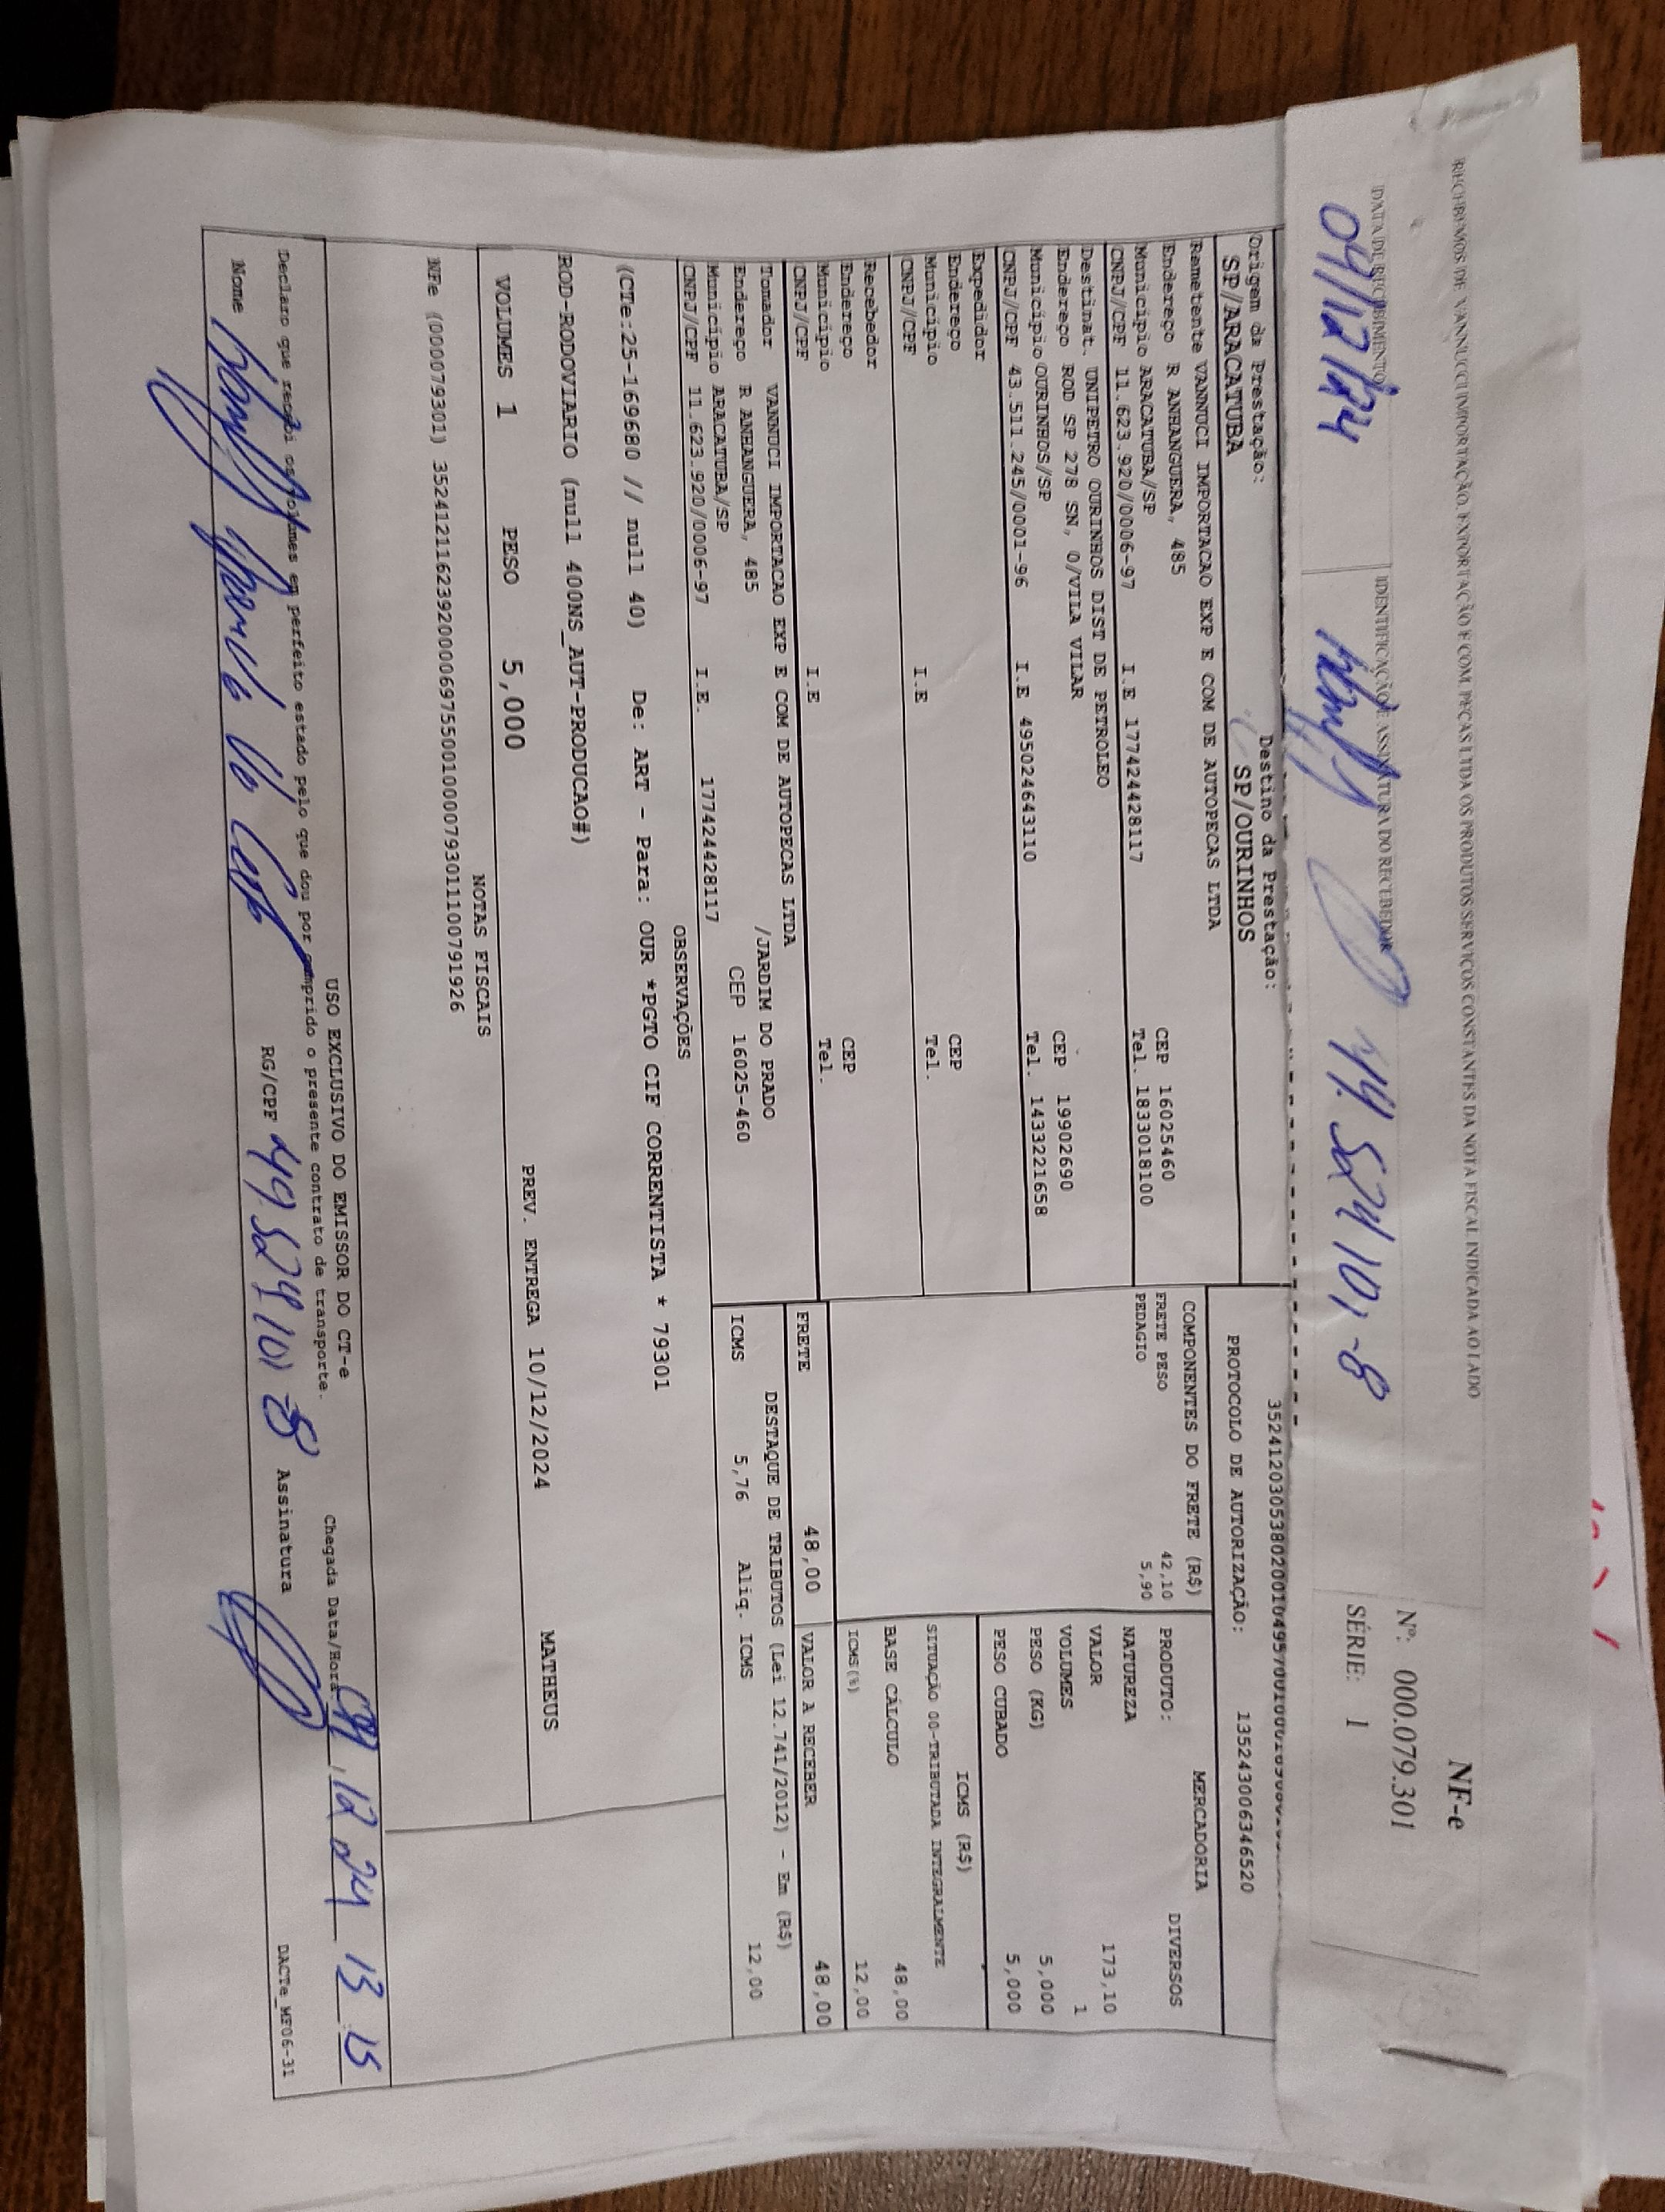 RECEBEMOS DE VANNUCCI IMPORTAÇÃO, EXPORTAÇÃO E COM. PEÇAS LTDA OS PRODUTOS/SERVIÇOS CONSTANTES DA NOTA FISCAL INDICADA AO LADO
NF-e
Nº: 000.079.301
SÉRIE: 1
DATA DE RECEBIMENTO
IDENTIFICAÇÃO E ASSINATURA DO RECEBEDOR
09/12/24
49.524101-8
PROTOCOLO DE AUTORIZAÇÃO: 135243006346520
Origem da Prestação:
SP/ARACATUBA
Destino da Prestação:
SP/OURINHOS
Remetente VANNUCI IMPORTACAO EXP E COM DE AUTOPECAS LTDA
Endereço R ANHANGUERA, 485
CEP 16025460
Município ARACATUBA/SP
Tel. 1833018100
CNPJ/CPF 11.623.920/0006-97 I.E 177424428117
Destinat. UNIPETRO OURINHOS DIST DE PETROLEO
Endereço ROD SP 278 SN, 0/VILA VILAR
CEP 19902690
Município OURINHOS/SP
Tel. 1433221658
CNPJ/CPF 43.511.245/0001-96 I.E 495024643110
Expedidor
Endereço
CEP
Município
Tel.
CNPJ/CPF I.E
Recebedor
Endereço
CEP
Município
Tel.
CNPJ/CPF I.E
Tomador VANNUCI IMPORTACAO EXP E COM DE AUTOPECAS LTDA
Endereço R ANHANGUERA, 485 /JARDIM DO PRADO
Município ARACATUBA/SP CEP 16025-460
CNPJ/CPF 11.623.920/0006-97 I.E. 177424428117
COMPONENTES DO FRETE (R$)
FRETE PESO 42,10
PEDAGIO 5,90
MERCADORIA
PRODUTO: DIVERSOS
NATUREZA
VALOR 173,10
VOLUMES 1
PESO (KG) 5,000
PESO CUBADO 5,000
ICMS (R$)
SITUAÇÃO 00-TRIBUTADA INTEGRALMENTE
BASE CÁLCULO 48,00
ICMS(%) 12,00
FRETE 48,00
VALOR A RECEBER 48,00
DESTAQUE DE TRIBUTOS (Lei 12.741/2012) - Em (R$)
ICMS 5,76 Aliq. ICMS 12,00
OBSERVAÇÕES
(CTe:25-169680 // null 40) De: ART - Para: OUR *PGTO CIF CORRENTISTA * 79301
ROD-RODOVIARIO (null 400NS_AUT-PRODUCAO#)
VOLUMES 1 PESO 5,000 PREV. ENTREGA 10/12/2024 MATHEUS
NOTAS FISCAIS
NFe (000079301) 35241211623920000697550010000793011100791926
USO EXCLUSIVO DO EMISSOR DO CT-e
Declaro que recebi os volumes em perfeito estado pelo que dou por cumprido o presente contrato de transporte.
Chegada Data/Hora 09/12 24 13 15
Nome
RG/CPF 49.524101-8
Assinatura
DACTe_MF06-31